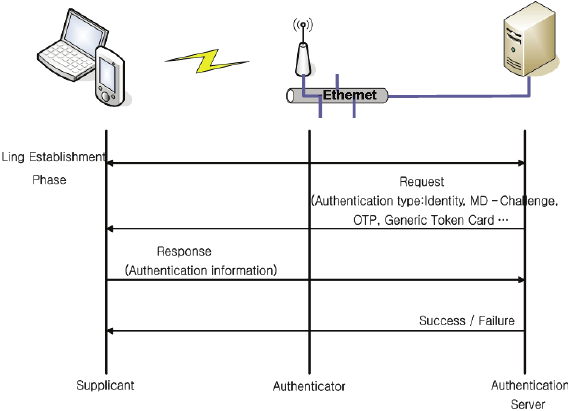 Ethernet
Ling Establishment
Phase
Request
(Authentication type:Identity, MD - Challenge,
OTP, Generic Token Card ...
Response
(Authentication information)
Success / Failure
Supplicant
Authenticator
Authentication
Server